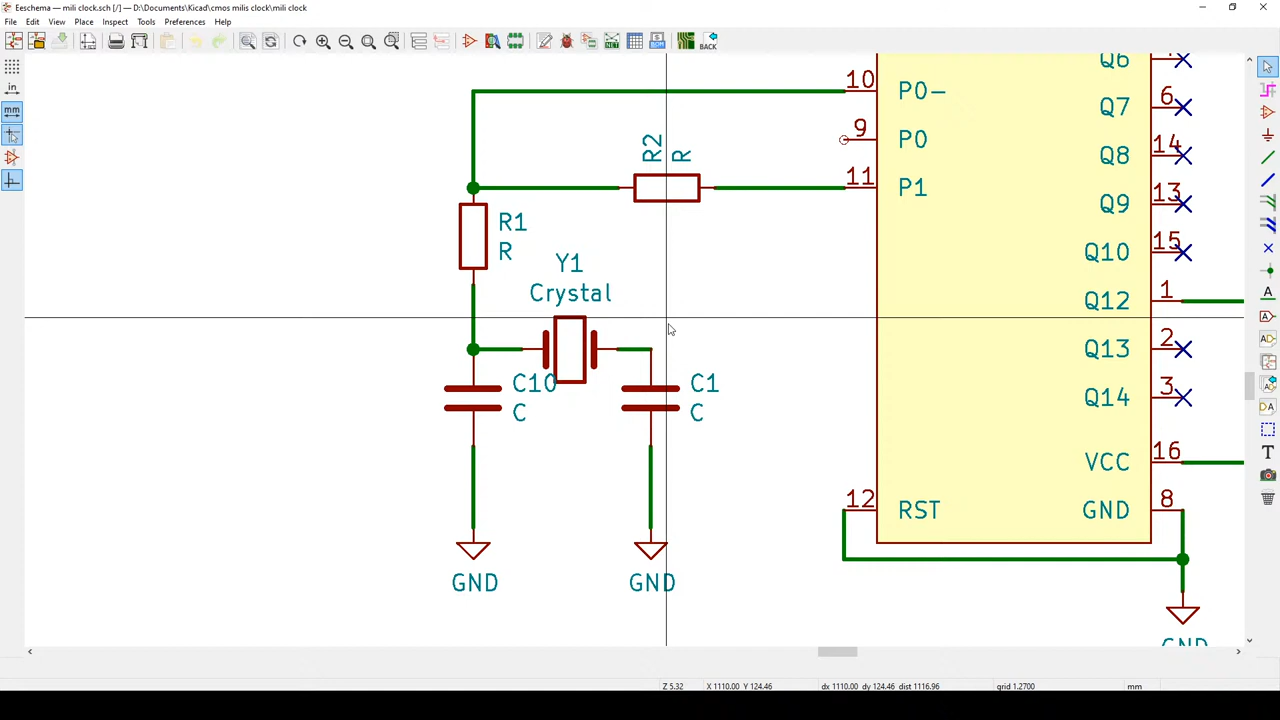 Eeschema — mili clock.sch [/] — D:\Documents\Kicad\cmos milis clock\mili clock
File Edit View Place Inspect Tools Preferences Help
BACK
in
mm
A
T
10 P0- Q6
9 P0 Q7 6
R2 R
11 P1 Q8 14
Q9 13
R1
R
Q10 15
Y1
Crystal
Q12 1
Q13 2
C10
C
C1
C
Q14 3
VCC 16
12 RST GND 8
GND GND
GND
Z 5.32 X 1110.00 Y 124.46 dx 1110.00 dy 124.46 dist 1116.96 grid 1.2700 mm